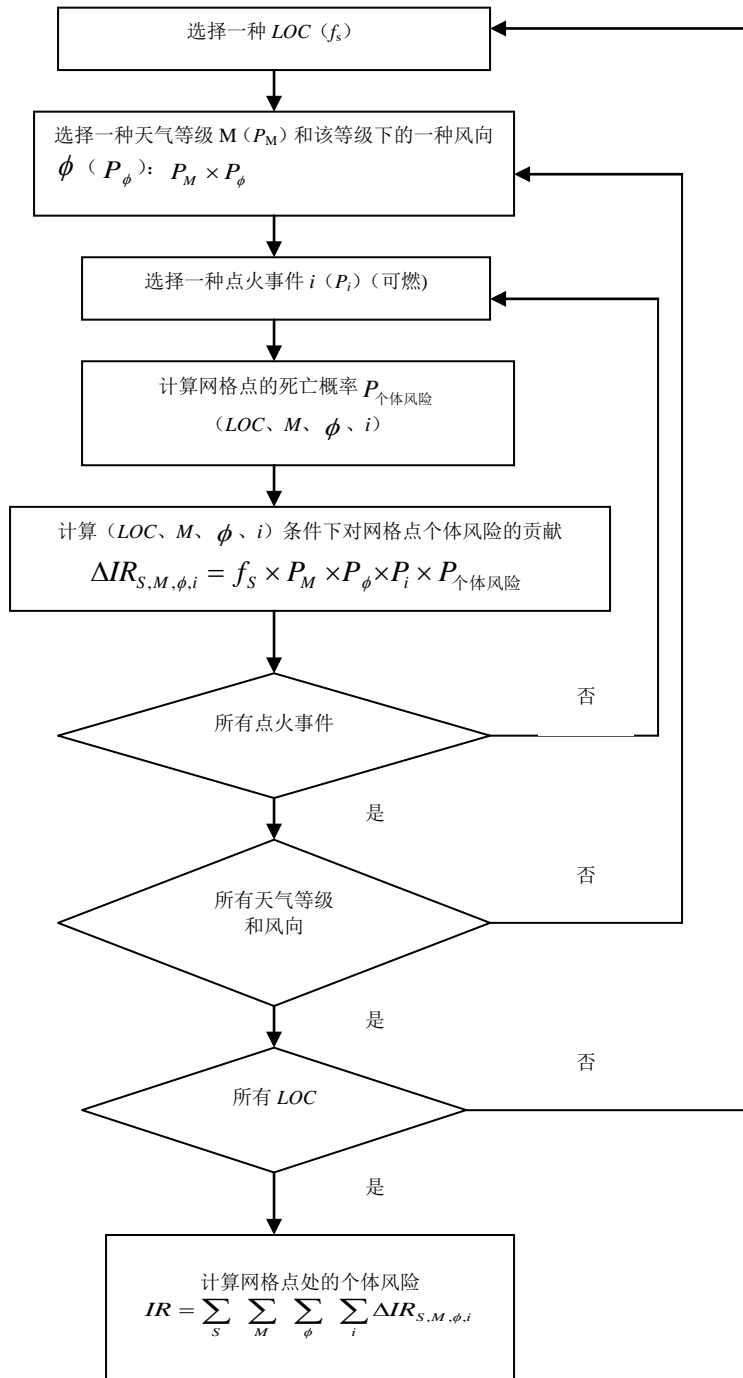 选择一种 LOC（fs）
选择一种天气等级 M（PM）和该等级下的一种风向
ϕ（Pϕ）：PM × Pϕ
选择一种点火事件 i（Pi）（可燃)
计算网格点的死亡概率 P个体风险
（LOC、M、ϕ、i）
计算（LOC、M、ϕ、i）条件下对网格点个体风险的贡献
ΔIRS,M,ϕ,i = fS × PM × Pϕ × Pi × P个体风险
否
所有点火事件
是
否
所有天气等级
和风向
是
否
所有 LOC
是
计算网格点处的个体风险
IR = ∑S ∑M ∑ϕ ∑i ΔIRS,M,ϕ,i